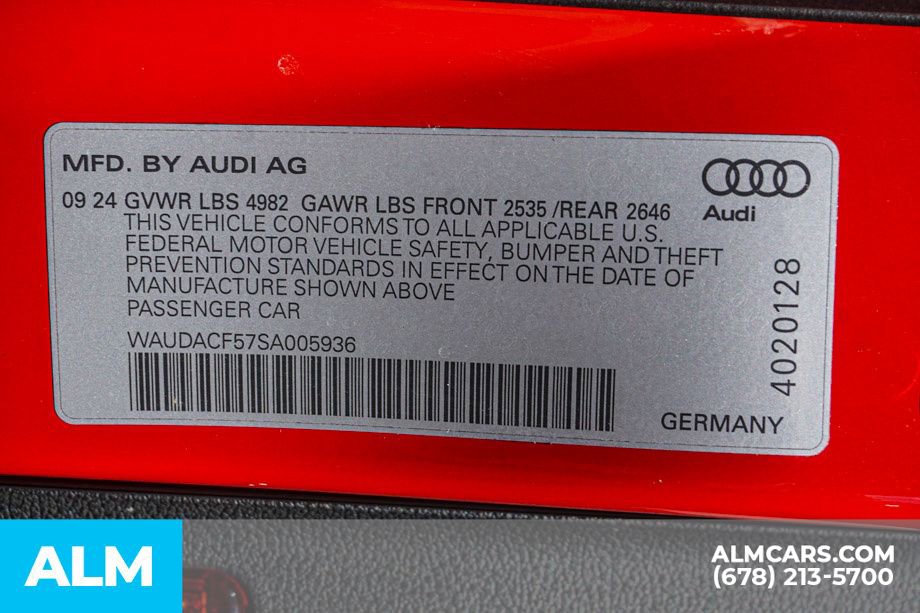 MFD. BY AUDI AG
Audi
09 24 GVWR LBS 4982 GAWR LBS FRONT 2535 /REAR 2646
THIS VEHICLE CONFORMS TO ALL APPLICABLE U.S.
FEDERAL MOTOR VEHICLE SAFETY, BUMPER AND THEFT
PREVENTION STANDARDS IN EFFECT ON THE DATE OF
MANUFACTURE SHOWN ABOVE
PASSENGER CAR
WAUDACF57SA005936
4020128
GERMANY
ALM
ALMCARS.COM
(678) 213-5700